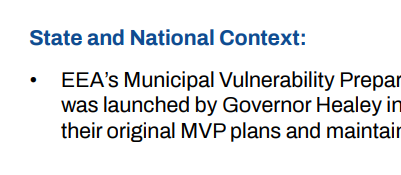 State and National Context:
• EEA's Municipal Vulnerability Prepar
was launched by Governor Healey in
their original MVP plans and maintain